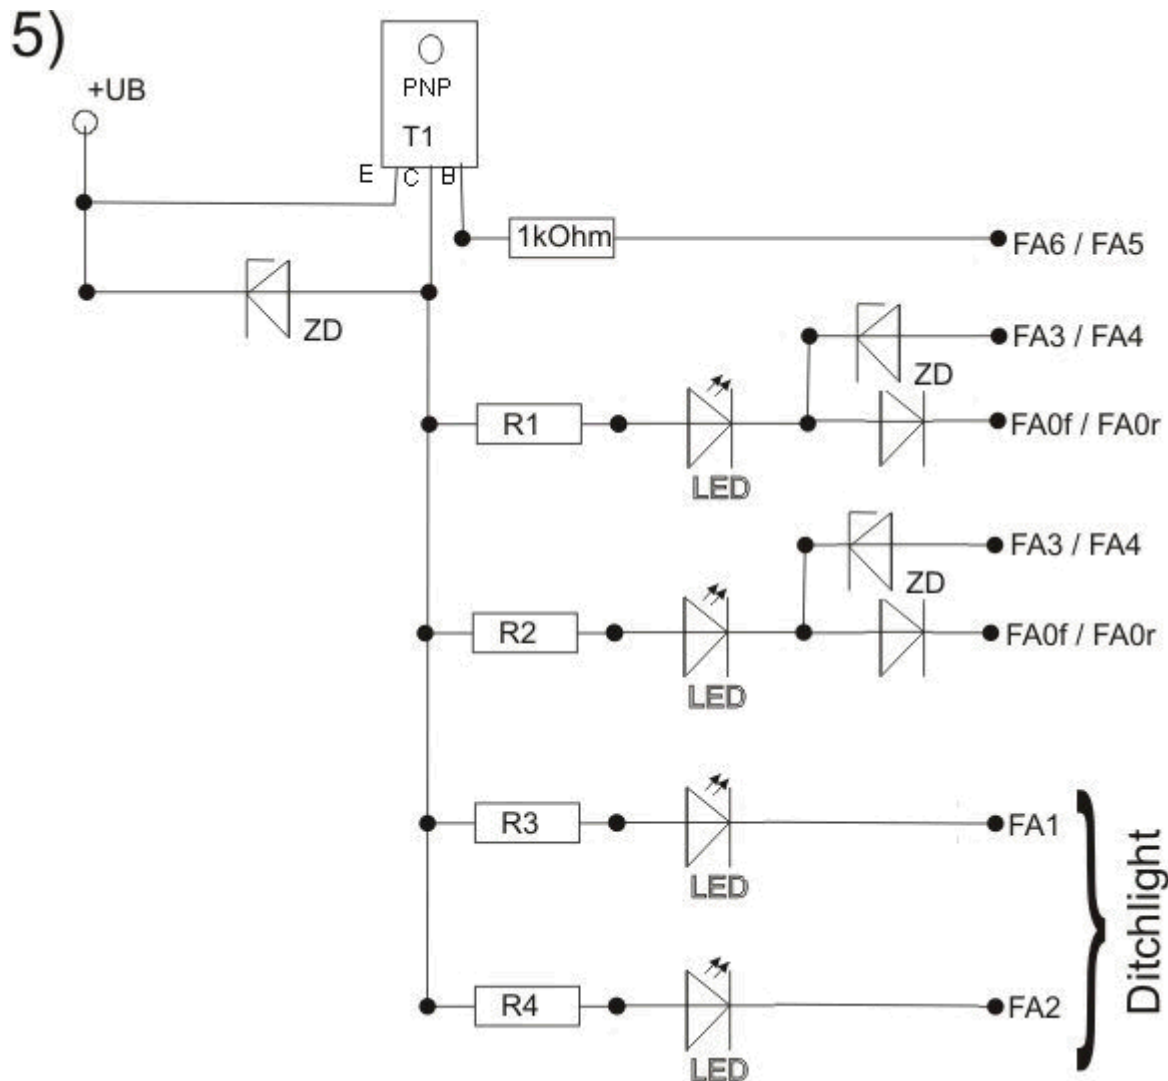 5)
+UB
PNP
T1
E C B
1kOhm
FA6 / FA5
ZD
FA3 / FA4
ZD
R1
LED
FA0f / FA0r
FA3 / FA4
ZD
R2
LED
FA0f / FA0r
R3
LED
FA1
R4
LED
FA2
Ditchlight